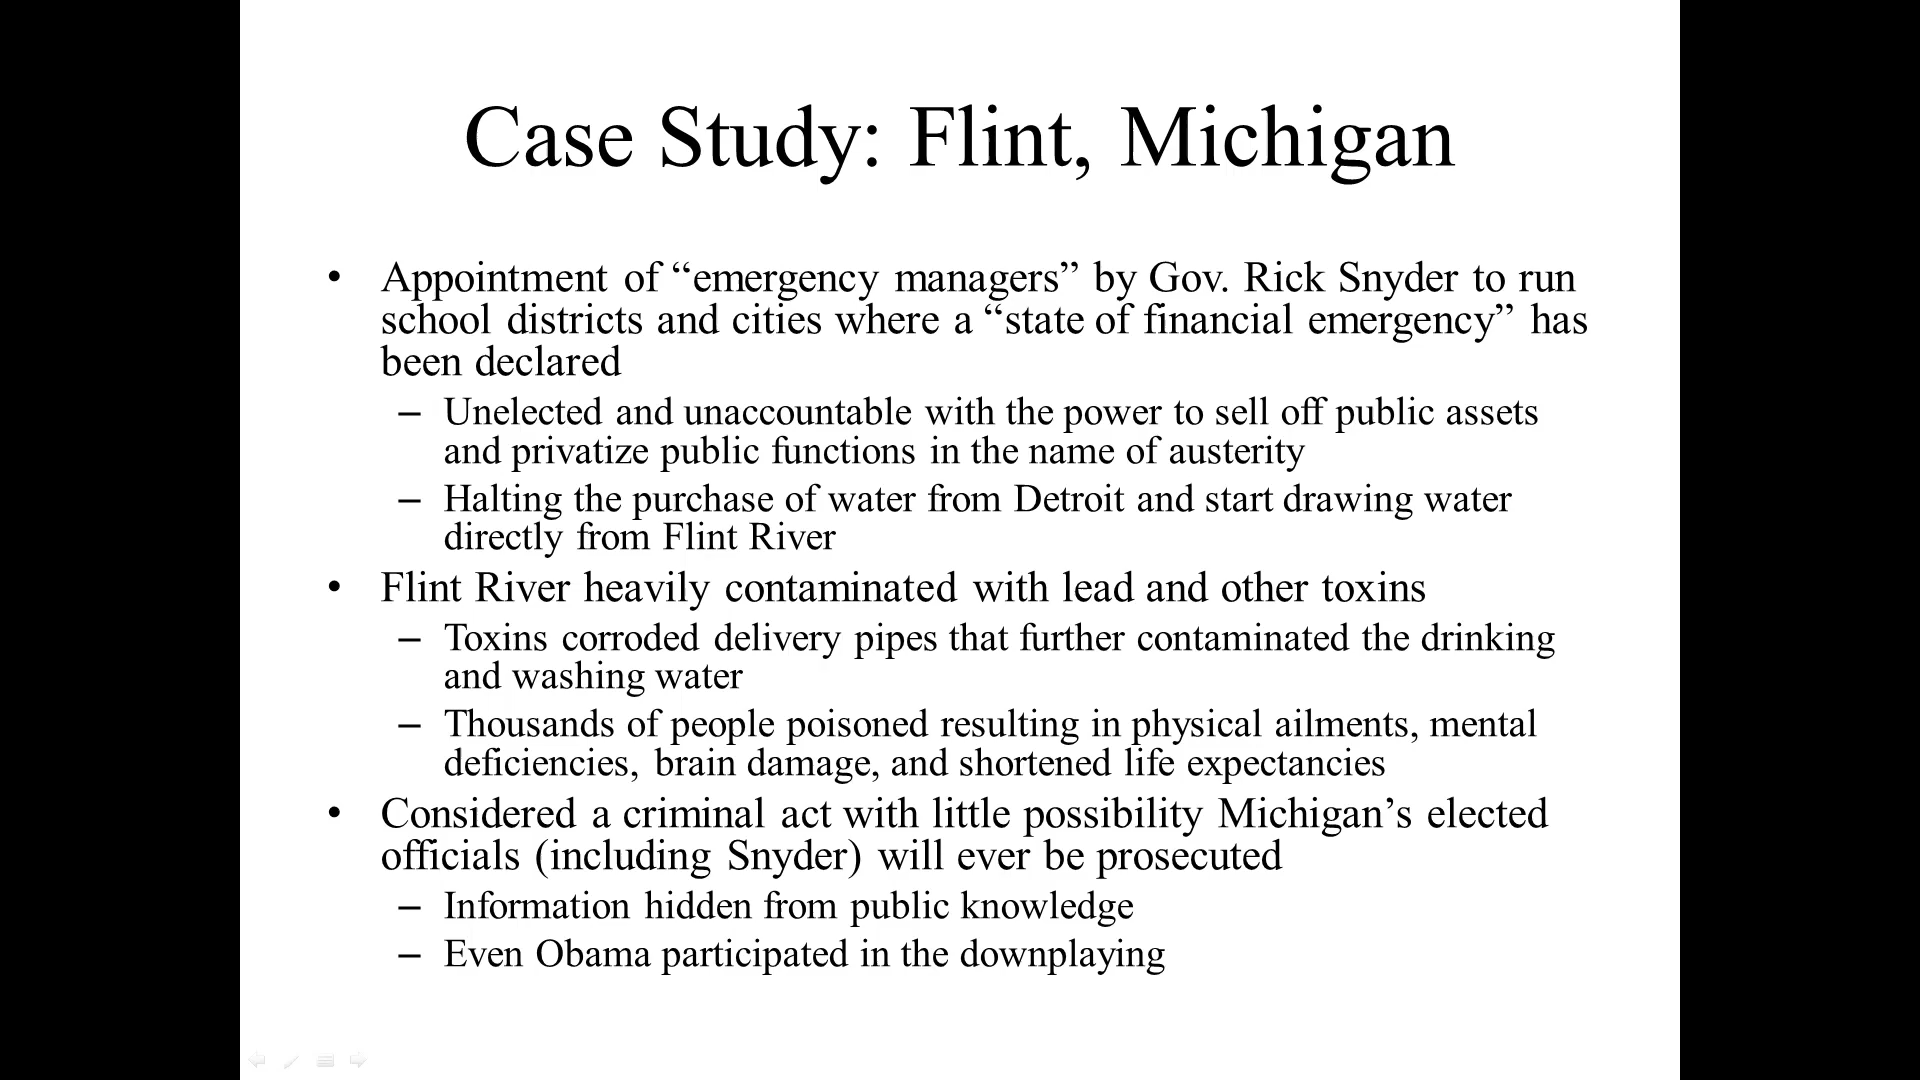 Case Study: Flint, Michigan
• Appointment of “emergency managers” by Gov. Rick Snyder to run
school districts and cities where a “state of financial emergency” has
been declared
– Unelected and unaccountable with the power to sell off public assets
and privatize public functions in the name of austerity
– Halting the purchase of water from Detroit and start drawing water
directly from Flint River
• Flint River heavily contaminated with lead and other toxins
– Toxins corroded delivery pipes that further contaminated the drinking
and washing water
– Thousands of people poisoned resulting in physical ailments, mental
deficiencies, brain damage, and shortened life expectancies
• Considered a criminal act with little possibility Michigan’s elected
officials (including Snyder) will ever be prosecuted
– Information hidden from public knowledge
– Even Obama participated in the downplaying